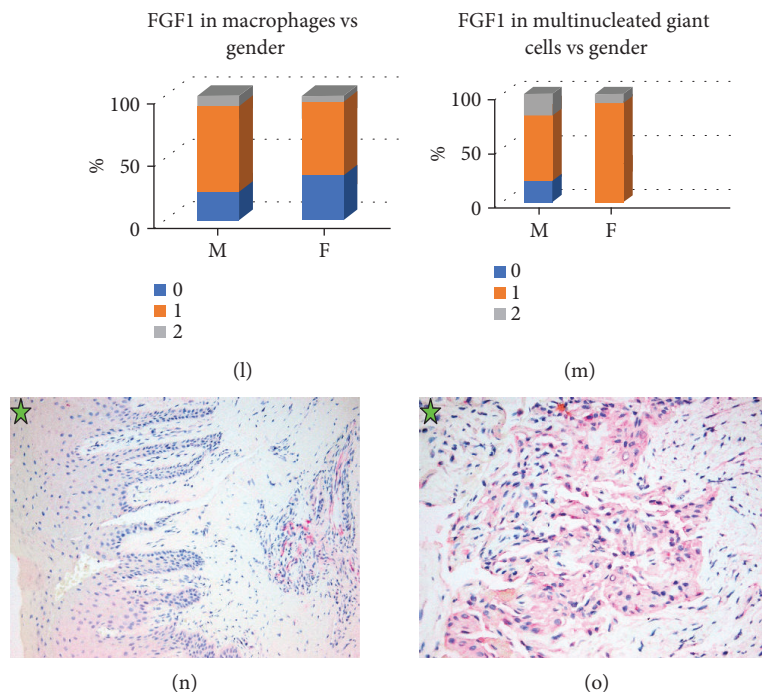 FGF1 in macrophages vs
gender
100
50
0
%
M
F
0
1
2
(l)
FGF1 in multinucleated giant
cells vs gender
100
50
0
%
M
F
0
1
2
(m)
(n)
(o)